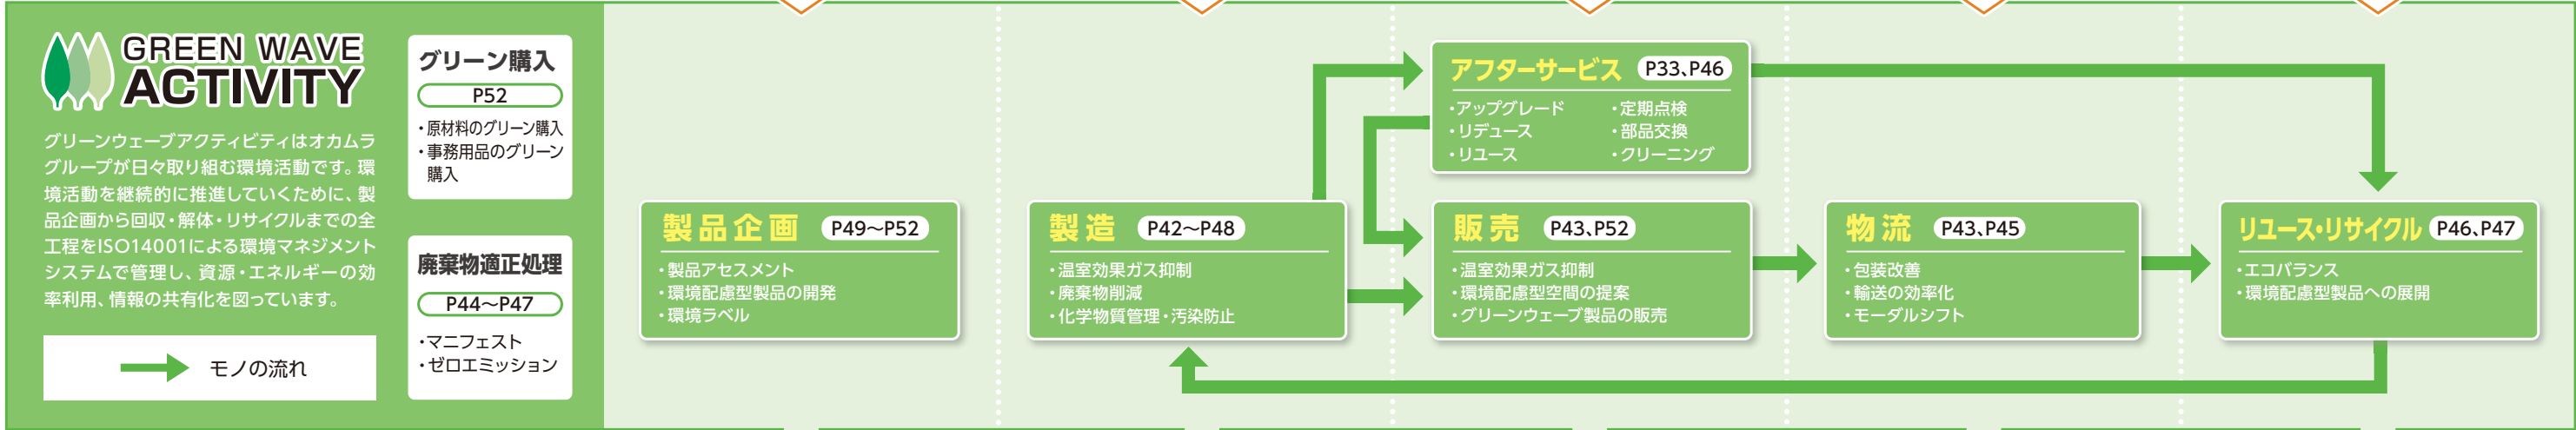 GREEN WAVE
ACTIVITY
グリーンウェーブアクティビティはオカムラ
グループが日々取り組む環境活動です。環
境活動を継続的に推進していくために、製
品企画から回収・解体・リサイクルまでの全
工程をISO14001による環境マネジメント
システムで管理し、資源・エネルギーの効
率利用、情報の共有化を図っています。
モノの流れ
グリーン購入
P52
・原材料のグリーン購入
・事務用品のグリーン
購入
廃棄物適正処理
P44〜P47
・マニフェスト
・ゼロエミッション
製品企画 P49〜P52
・製品アセスメント
・環境配慮型製品の開発
・環境ラベル
製造 P42〜P48
・温室効果ガス抑制
・廃棄物削減
・化学物質管理・汚染防止
アフターサービス P33、P46
・アップグレード ・定期点検
・リデュース ・部品交換
・リユース ・クリーニング
販売 P43、P52
・温室効果ガス抑制
・環境配慮型空間の提案
・グリーンウェーブ製品の販売
物流 P43、P45
・包装改善
・輸送の効率化
・モーダルシフト
リユース・リサイクル P46、P47
・エコバランス
・環境配慮型製品への展開